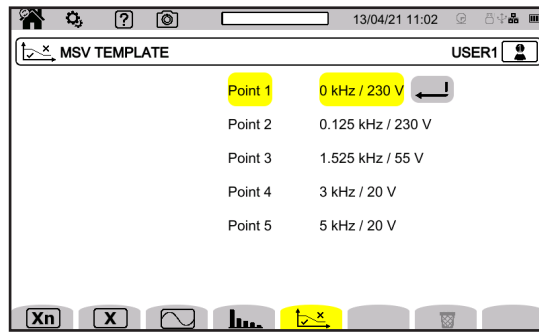 ? 13/04/21 11:02
MSV TEMPLATE USER1
Point 1 0 kHz / 230 V
Point 2 0.125 kHz / 230 V
Point 3 1.525 kHz / 55 V
Point 4 3 kHz / 20 V
Point 5 5 kHz / 20 V
Xn X